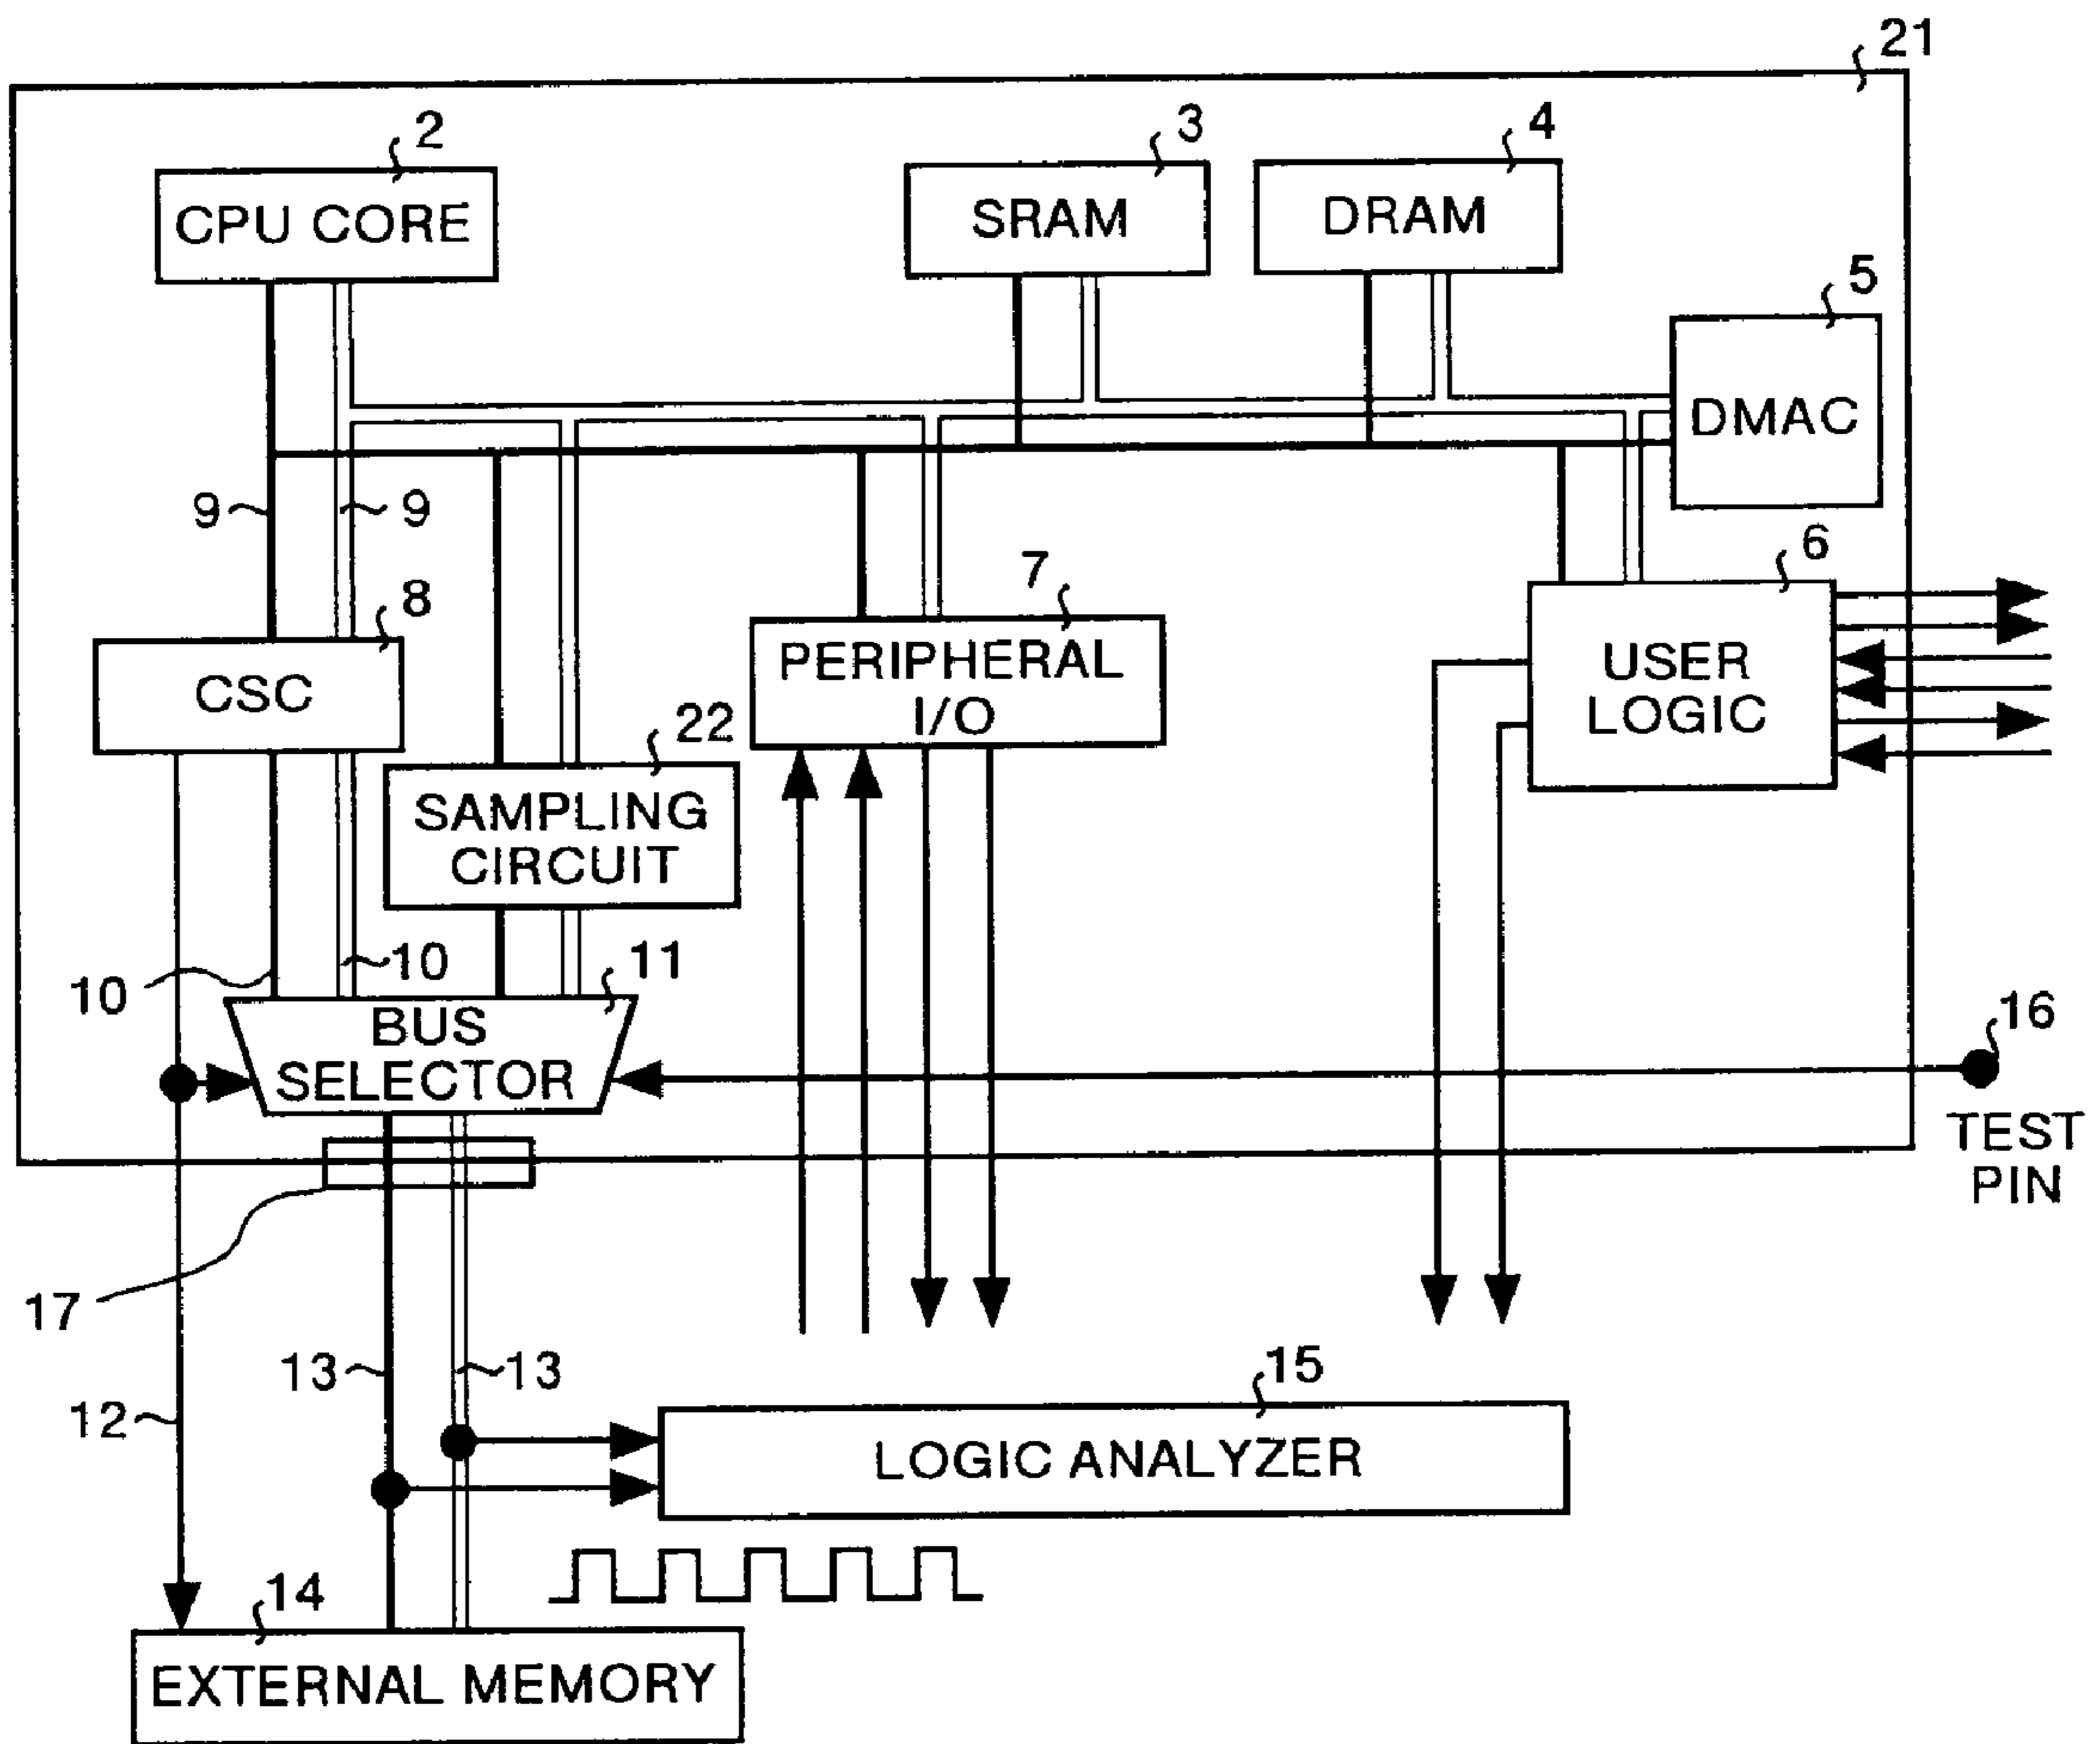 21
2
3
4
CPU CORE
SRAM
DRAM
5
DMAC
9
9
6
7
8
PERIPHERAL
I/O
USER
LOGIC
CSC
22
SAMPLING
CIRCUIT
10
10
11
16
BUS
SELECTOR
TEST
PIN
17
13
13
15
12
LOGIC ANALYZER
14
EXTERNAL MEMORY